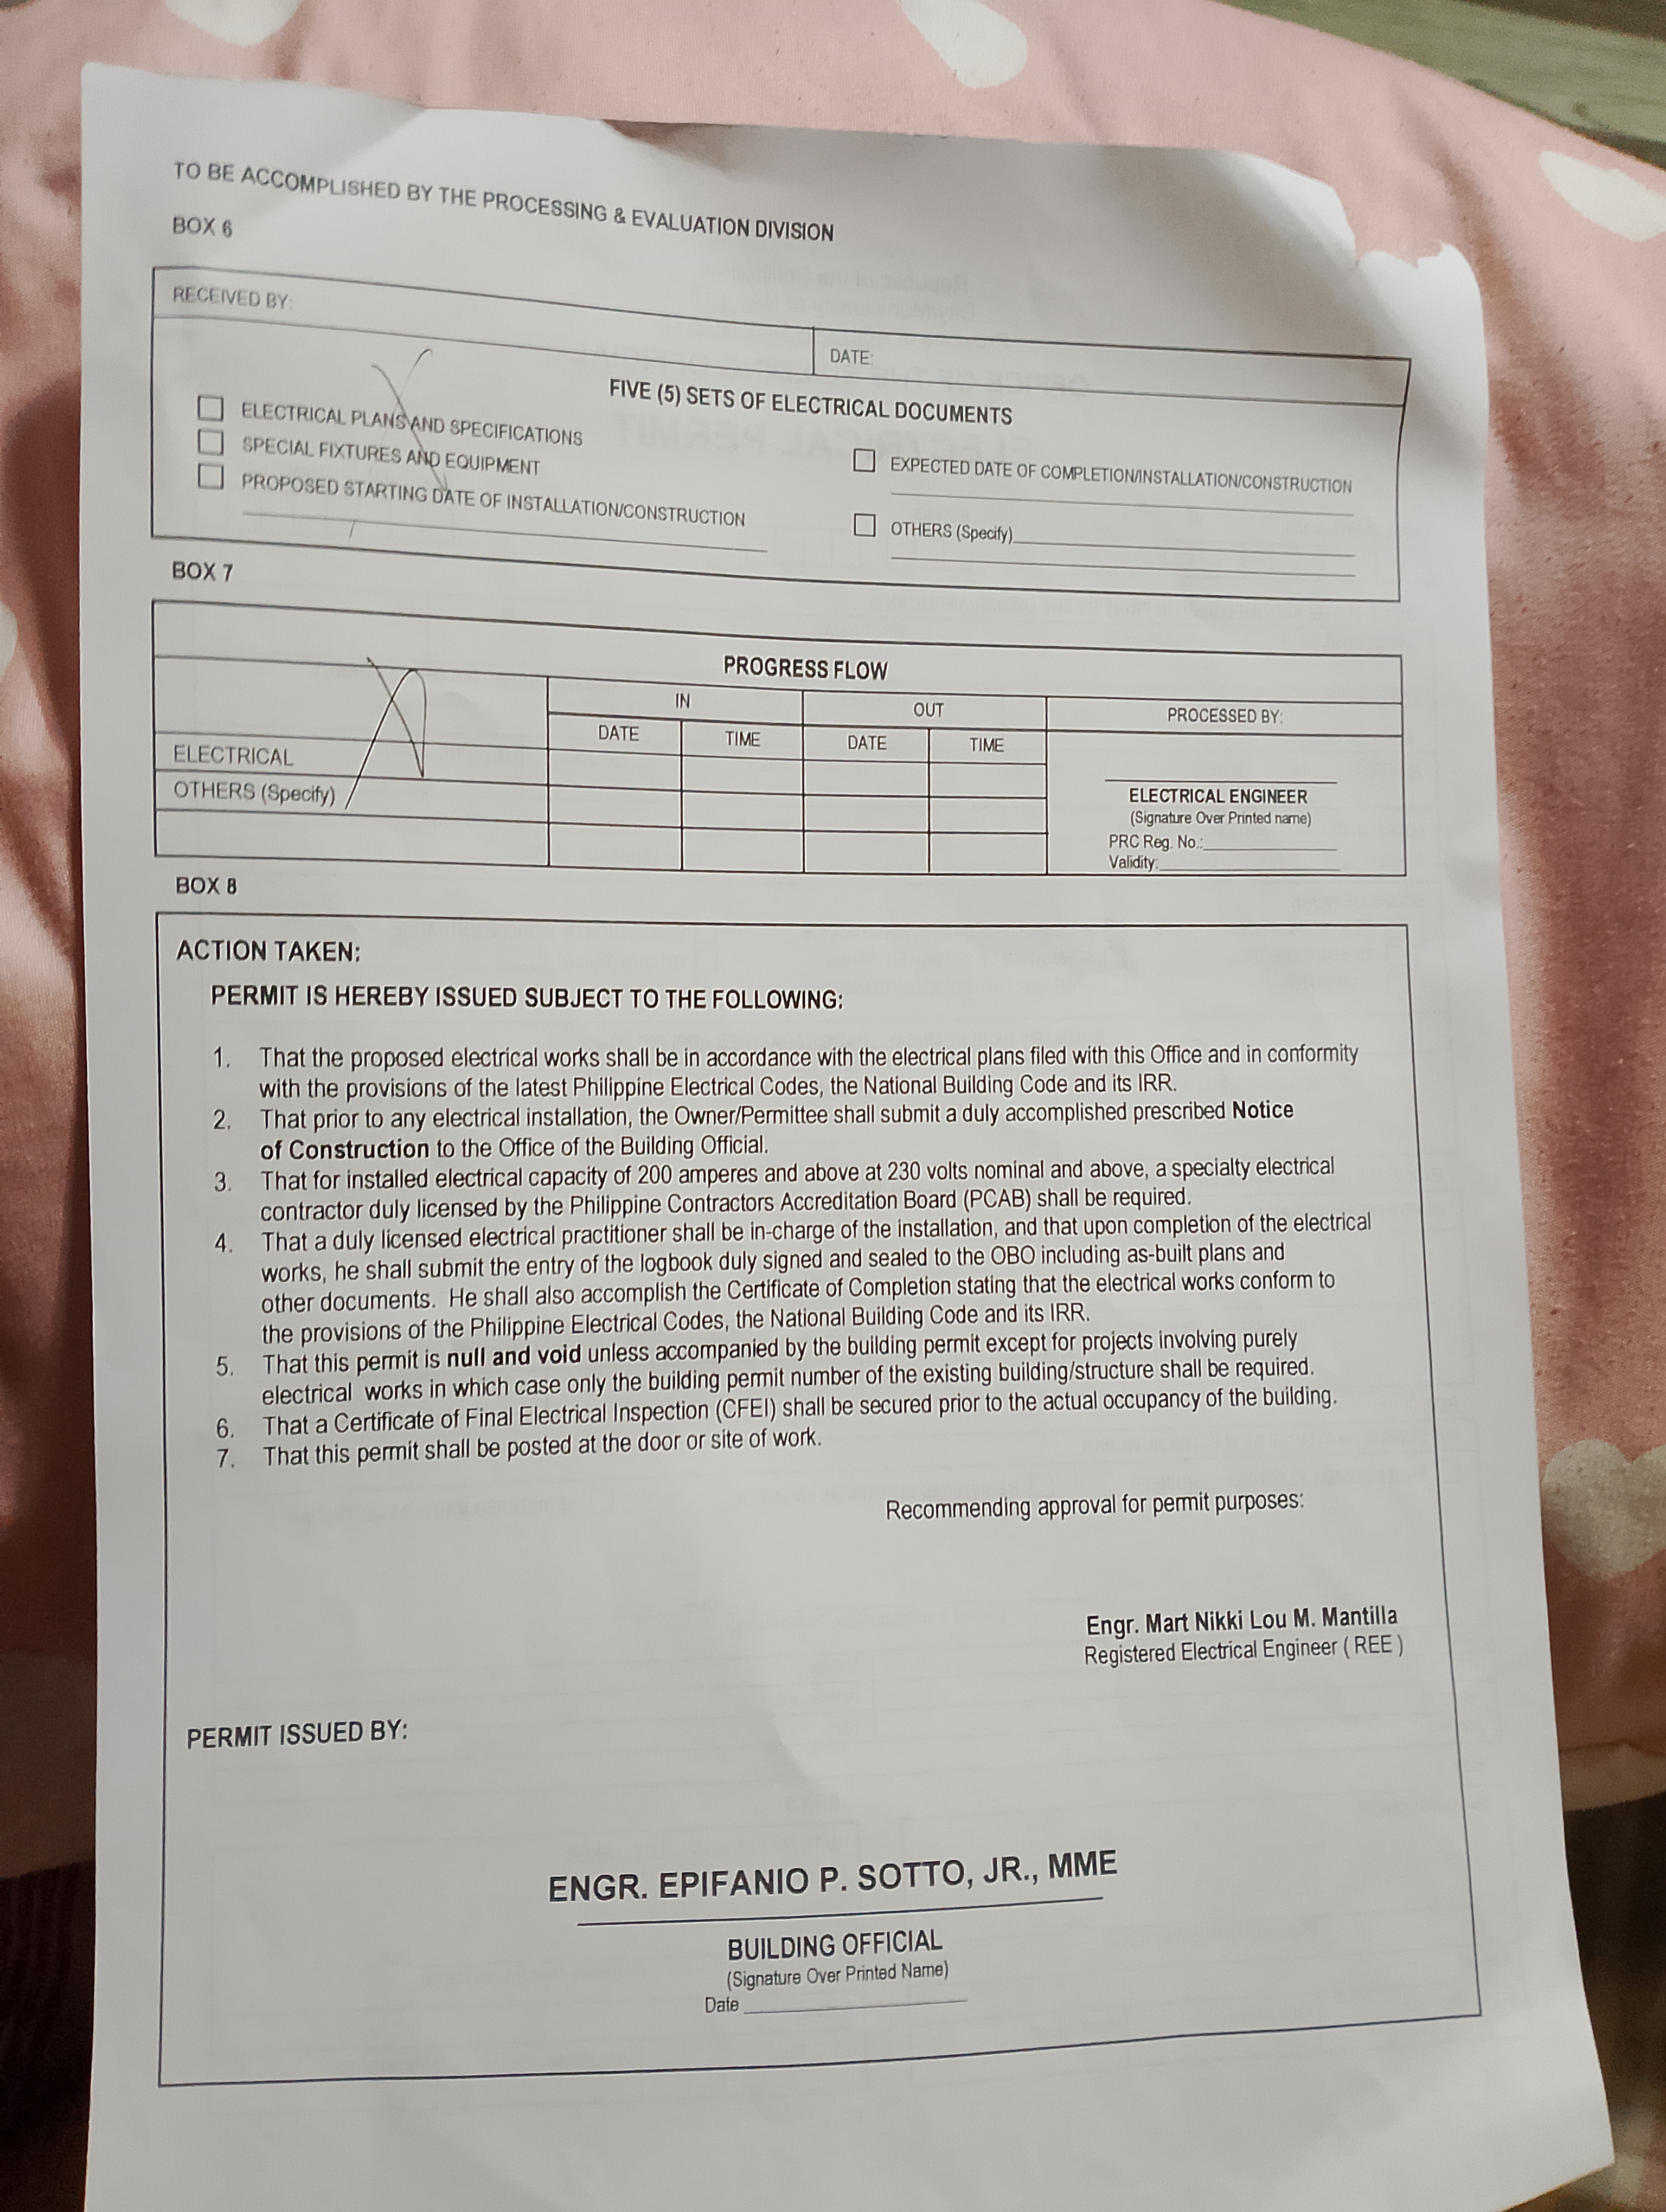 TO BE ACCOMPLISHED BY THE PROCESSING & EVALUATION DIVISION
BOX 6
RECEIVED BY:
DATE:
FIVE (5) SETS OF ELECTRICAL DOCUMENTS
ELECTRICAL PLANS AND SPECIFICATIONS
SPECIAL FIXTURES AND EQUIPMENT
PROPOSED STARTING DATE OF INSTALLATION/CONSTRUCTION
EXPECTED DATE OF COMPLETION/INSTALLATION/CONSTRUCTION
OTHERS (Specify)
BOX 7
PROGRESS FLOW
IN
OUT
PROCESSED BY:
DATE
TIME
DATE
TIME
ELECTRICAL
OTHERS (Specify)
ELECTRICAL ENGINEER
(Signature Over Printed name)
PRC Reg. No.:
Validity:
BOX 8
ACTION TAKEN:
PERMIT IS HEREBY ISSUED SUBJECT TO THE FOLLOWING:
1. That the proposed electrical works shall be in accordance with the electrical plans filed with this Office and in conformity
with the provisions of the latest Philippine Electrical Codes, the National Building Code and its IRR.
2. That prior to any electrical installation, the Owner/Permittee shall submit a duly accomplished prescribed Notice
of Construction to the Office of the Building Official.
3. That for installed electrical capacity of 200 amperes and above at 230 volts nominal and above, a specialty electrical
contractor duly licensed by the Philippine Contractors Accreditation Board (PCAB) shall be required.
4. That a duly licensed electrical practitioner shall be in-charge of the installation, and that upon completion of the electrical
works, he shall submit the entry of the logbook duly signed and sealed to the OBO including as-built plans and
other documents. He shall also accomplish the Certificate of Completion stating that the electrical works conform to
the provisions of the Philippine Electrical Codes, the National Building Code and its IRR.
5. That this permit is null and void unless accompanied by the building permit except for projects involving purely
electrical works in which case only the building permit number of the existing building/structure shall be required.
6. That a Certificate of Final Electrical Inspection (CFEI) shall be secured prior to the actual occupancy of the building.
7. That this permit shall be posted at the door or site of work.
Recommending approval for permit purposes:
Engr. Mart Nikki Lou M. Mantilla
Registered Electrical Engineer ( REE )
PERMIT ISSUED BY:
ENGR. EPIFANIO P. SOTTO, JR., MME
BUILDING OFFICIAL
(Signature Over Printed Name)
Date